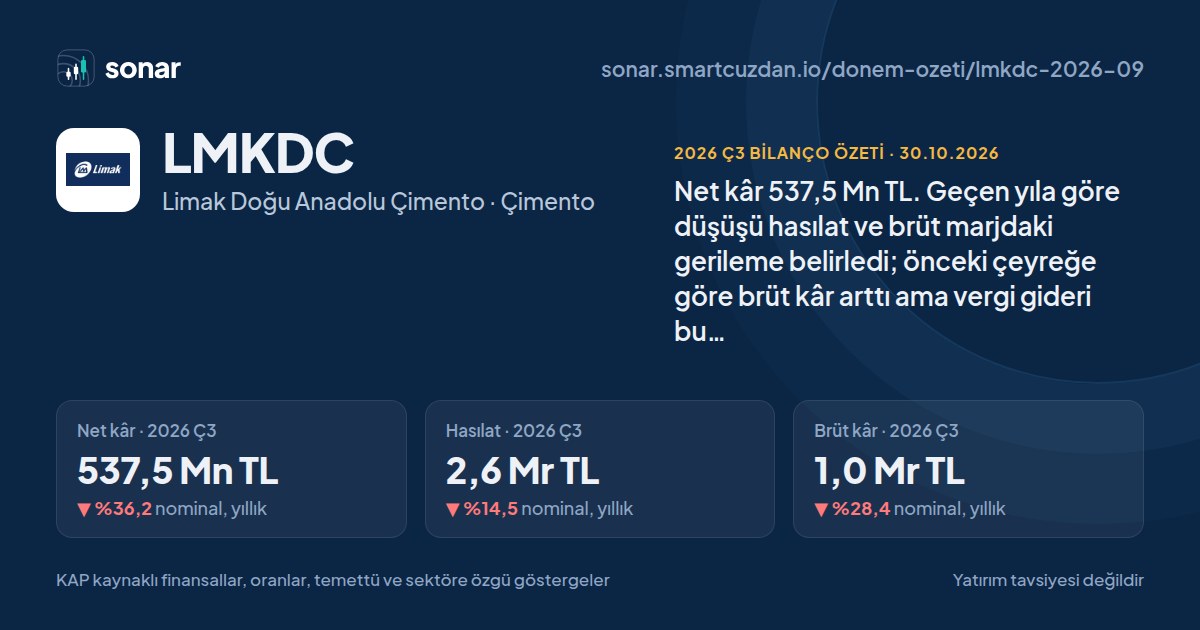 sonar
sonar.smartcuzdan.io/donem-ozeti/lmkdc-2026-09
Limak
LMKDC
Limak Doğu Anadolu Çimento · Çimento
2026 Ç3 BİLANÇO ÖZETİ · 30.10.2026
Net kâr 537,5 Mn TL. Geçen yıla göre
düşüşü hasılat ve brüt marjdaki
gerileme belirledi; önceki çeyreğe
göre brüt kâr arttı ama vergi gideri
bu...
Net kâr · 2026 Ç3
537,5 Mn TL
▼ %36,2 nominal, yıllık
Hasılat · 2026 Ç3
2,6 Mr TL
▼ %14,5 nominal, yıllık
Brüt kâr · 2026 Ç3
1,0 Mr TL
▼ %28,4 nominal, yıllık
KAP kaynaklı finansallar, oranlar, temettü ve sektöre özgü göstergeler
Yatırım tavsiyesi değildir